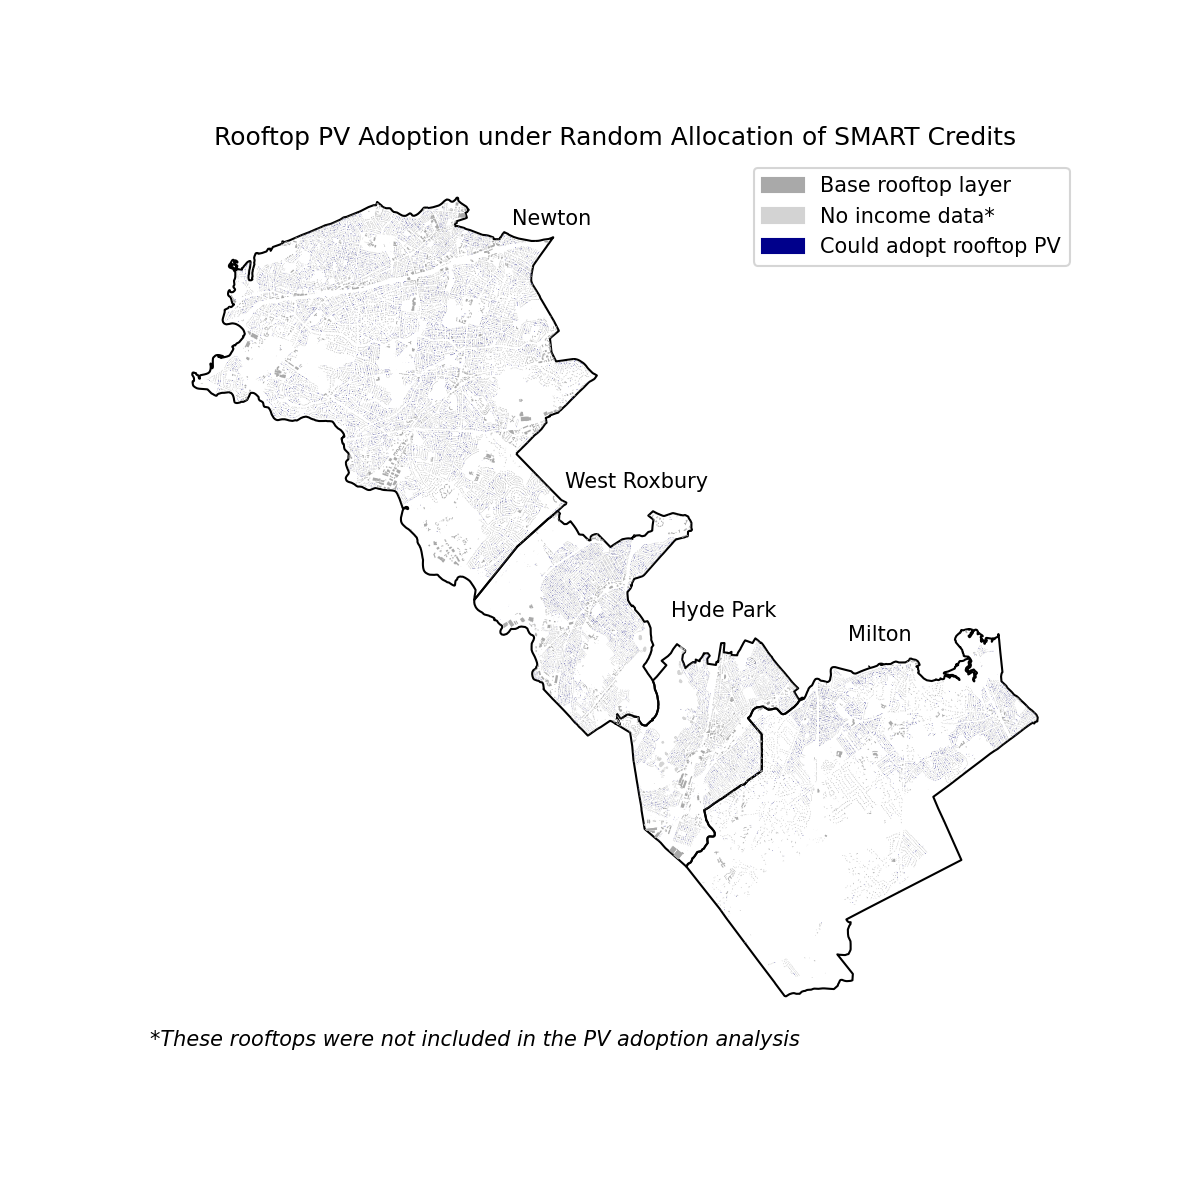 Rooftop PV Adoption under Random Allocation of SMART Credits
Base rooftop layer
No income data*
Could adopt rooftop PV
Newton
West Roxbury
Hyde Park
Milton
*These rooftops were not included in the PV adoption analysis